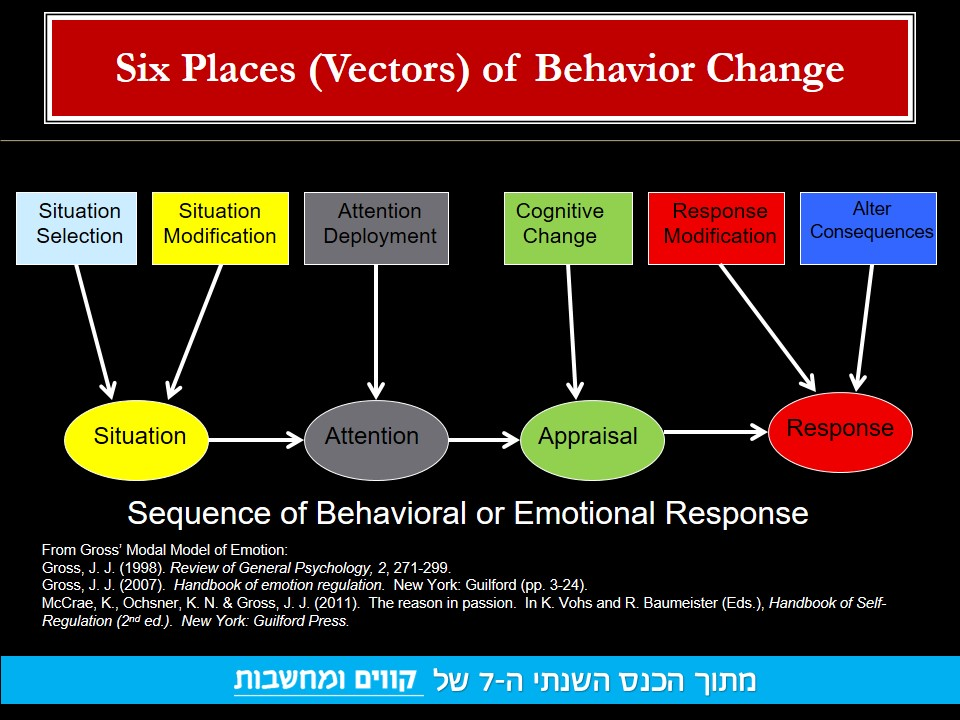 Six Places (Vectors) of Behavior Change
Situation
Selection
Situation
Modification
Attention
Deployment
Cognitive
Change
Response
Modification
Alter
Consequences
Situation
Attention
Appraisal
Response
Sequence of Behavioral or Emotional Response
From Gross' Modal Model of Emotion:
Gross, J. J. (1998). Review of General Psychology, 2, 271-299.
Gross, J. J. (2007). Handbook of emotion regulation. New York: Guilford (pp. 3-24).
McCrae, K., Ochsner, K. N. & Gross, J. J. (2011). The reason in passion. In K. Vohs and R. Baumeister (Eds.), Handbook of Self-
Regulation (2nd ed.). New York: Guilford Press.
מתוך הכנס השנתי ה-7 של קווים ומחשבות